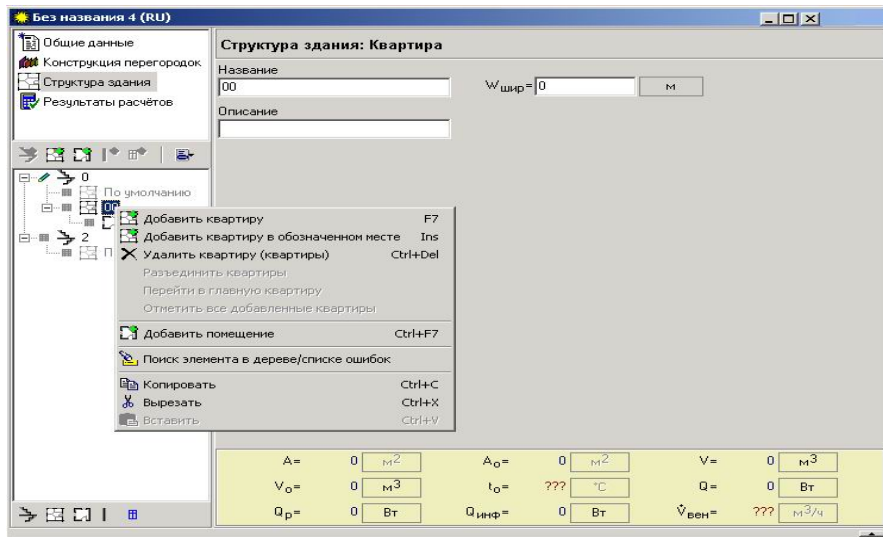 Без названия 4 (RU)
Общие данные
Конструкция перегородок
Структура здания
Результаты расчётов
Структура здания: Квартира
Название
00
Wшир= 0 м
Описание
0
По умолчанию
00
2
П
Добавить квартиру F7
Добавить квартиру в обозначенном месте Ins
Удалить квартиру (квартиры) Ctrl+Del
Разъединить квартиры
Перейти в главную квартиру
Отметить все добавленные квартиры
Добавить помещение Ctrl+F7
Поиск элемента в дереве/списке ошибок
Копировать Ctrl+C
Вырезать Ctrl+X
Вставить Ctrl+V
A= 0 м2 Ao= 0 м2 V= 0 м3
Vo= 0 м3 to= ??? °C Q= 0 Вт
Qp= 0 Вт Qинф= 0 Вт V̇вен= ??? м3/ч